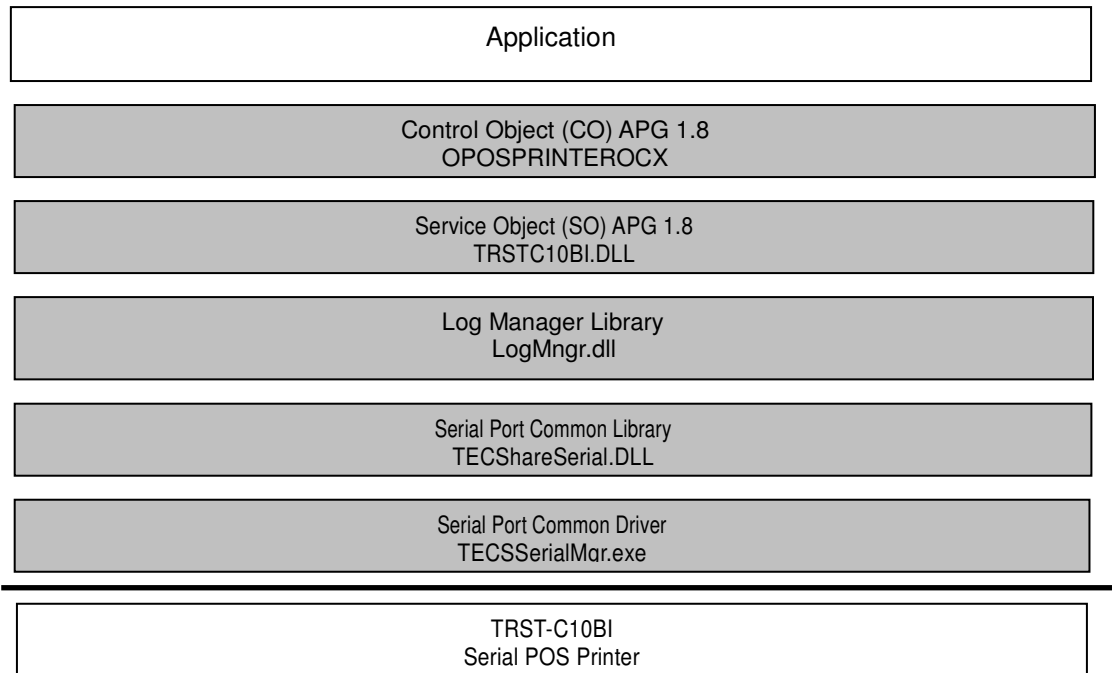 Application
Control Object (CO) APG 1.8
OPOSPRINTEROCX
Service Object (SO) APG 1.8
TRSTC10BI.DLL
Log Manager Library
LogMngr.dll
Serial Port Common Library
TECShareSerial.DLL
Serial Port Common Driver
TECSSerialMgr.exe
TRST-C10BI
Serial POS Printer